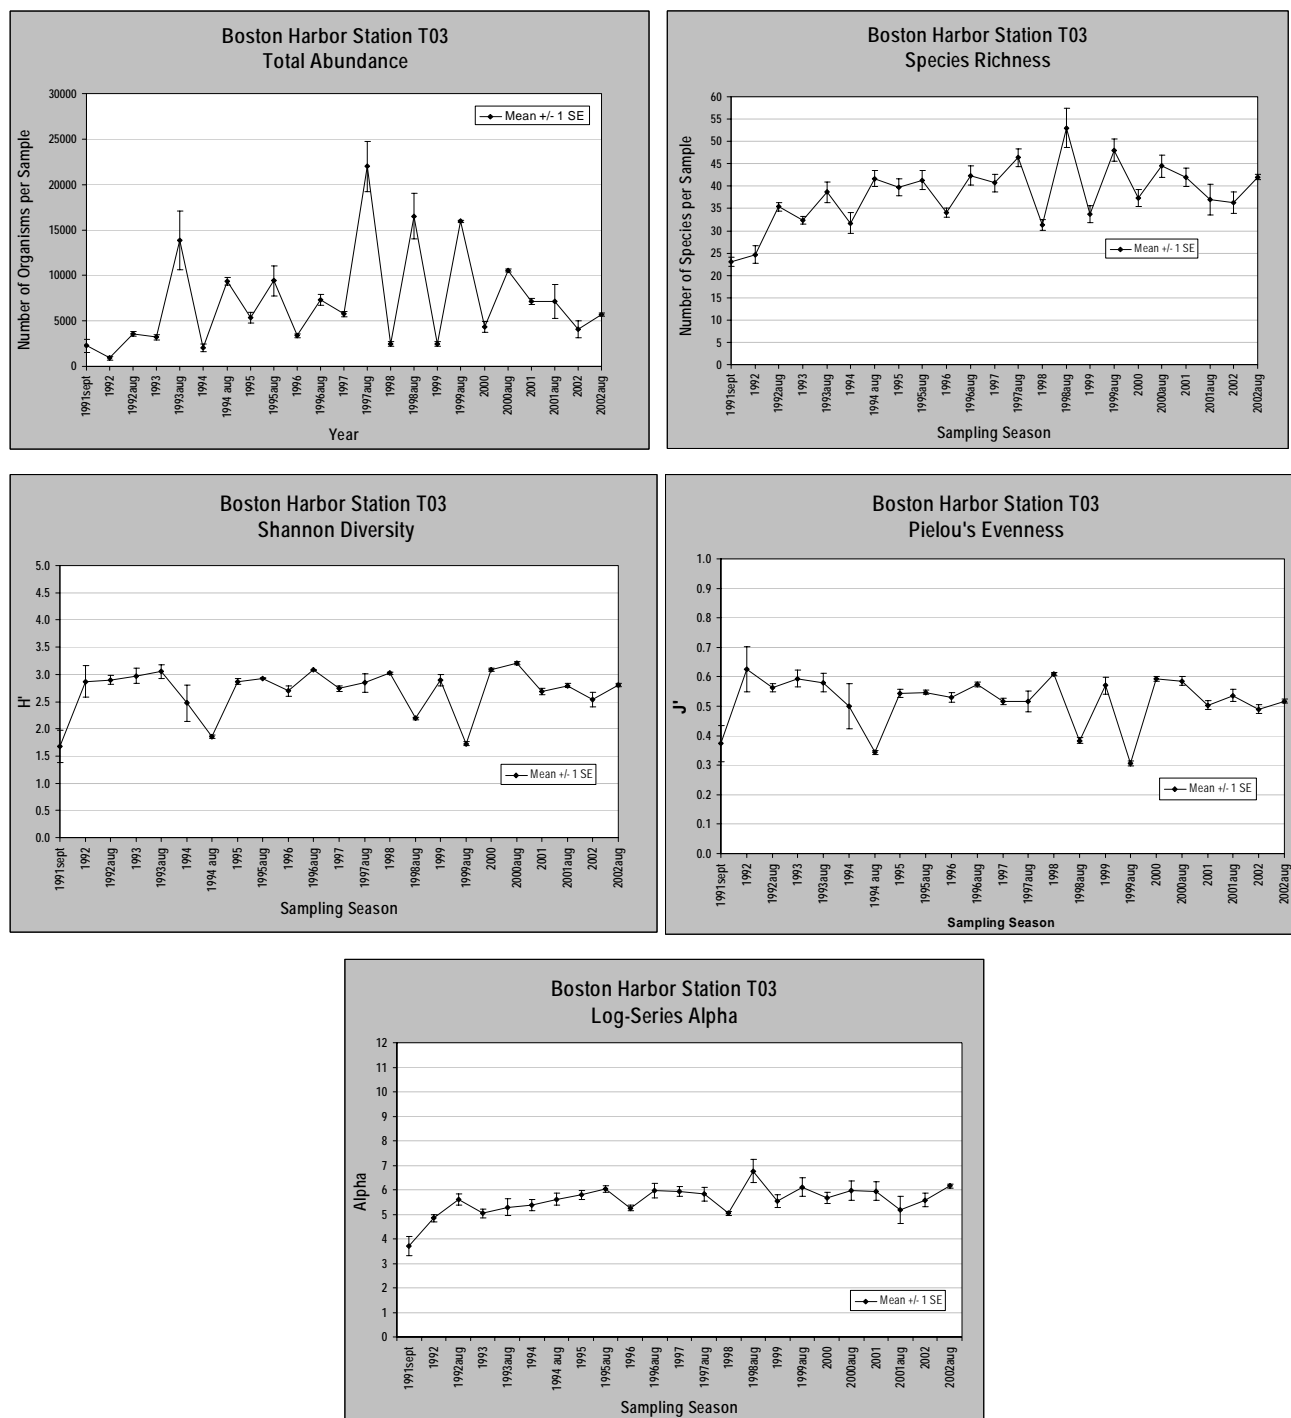 Boston Harbor Station T03
Total Abundance
Number of Organisms per Sample
30000
25000
20000
15000
10000
5000
0
Mean +/- 1 SE
1991sept
1992
1992aug
1993
1993aug
1994
1994 aug
1995
1995aug
1996
1996aug
1997
1997aug
1998
1998aug
1999
1999aug
2000
2000aug
2001
2001aug
2002
2002aug
Year
Boston Harbor Station T03
Species Richness
Number of Species per Sample
60
55
50
45
40
35
30
25
20
15
10
5
0
Mean +/- 1 SE
1991sept
1992
1992aug
1993
1993aug
1994
1994 aug
1995
1995aug
1996
1996aug
1997
1997aug
1998
1998aug
1999
1999aug
2000
2000aug
2001
2001aug
2002
2002aug
Sampling Season
Boston Harbor Station T03
Shannon Diversity
H'
5.0
4.5
4.0
3.5
3.0
2.5
2.0
1.5
1.0
0.5
0.0
Mean +/- 1 SE
1991sept
1992
1992aug
1993
1993aug
1994
1994 aug
1995
1995aug
1996
1996aug
1997
1997aug
1998
1998aug
1999
1999aug
2000
2000aug
2001
2001aug
2002
2002aug
Sampling Season
Boston Harbor Station T03
Pielou's Evenness
J'
1.0
0.9
0.8
0.7
0.6
0.5
0.4
0.3
0.2
0.1
0.0
Mean +/- 1 SE
1991sept
1992
1992aug
1993
1993aug
1994
1994 aug
1995
1995aug
1996
1996aug
1997
1997aug
1998
1998aug
1999
1999aug
2000
2000aug
2001
2001aug
2002
2002aug
Sampling Season
Boston Harbor Station T03
Log-Series Alpha
Alpha
12
11
10
9
8
7
6
5
4
3
2
1
0
Mean +/- 1 SE
1991sept
1992
1992aug
1993
1993aug
1994
1994 aug
1995
1995aug
1996
1996aug
1997
1997aug
1998
1998aug
1999
1999aug
2000
2000aug
2001
2001aug
2002
2002aug
Sampling Season